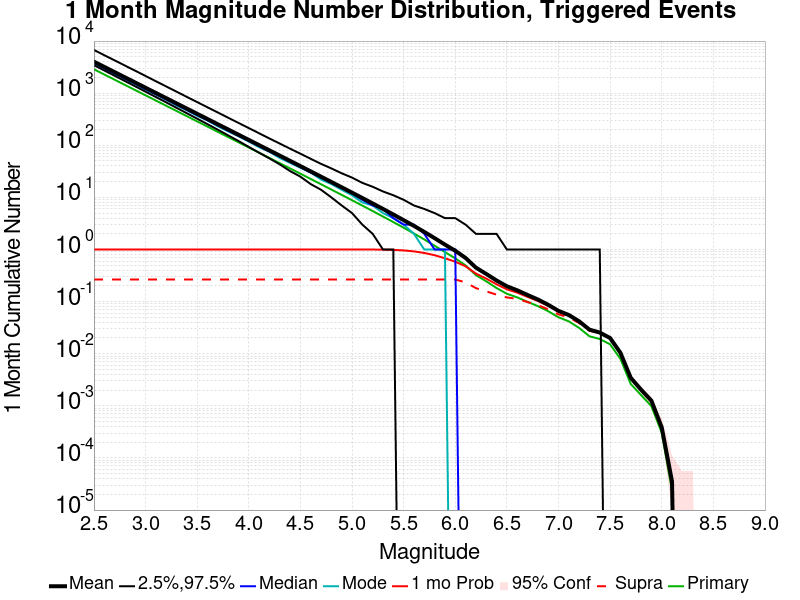 1 Month Magnitude Number Distribution, Triggered Events
1 Month Cumulative Number
10^4
10^3
10^2
10^1
10^0
10^-1
10^-2
10^-3
10^-4
10^-5
2.5 3.0 3.5 4.0 4.5 5.0 5.5 6.0 6.5 7.0 7.5 8.0 8.5 9.0
Magnitude
Mean 2.5%,97.5% Median Mode 1 mo Prob 95% Conf Supra Primary